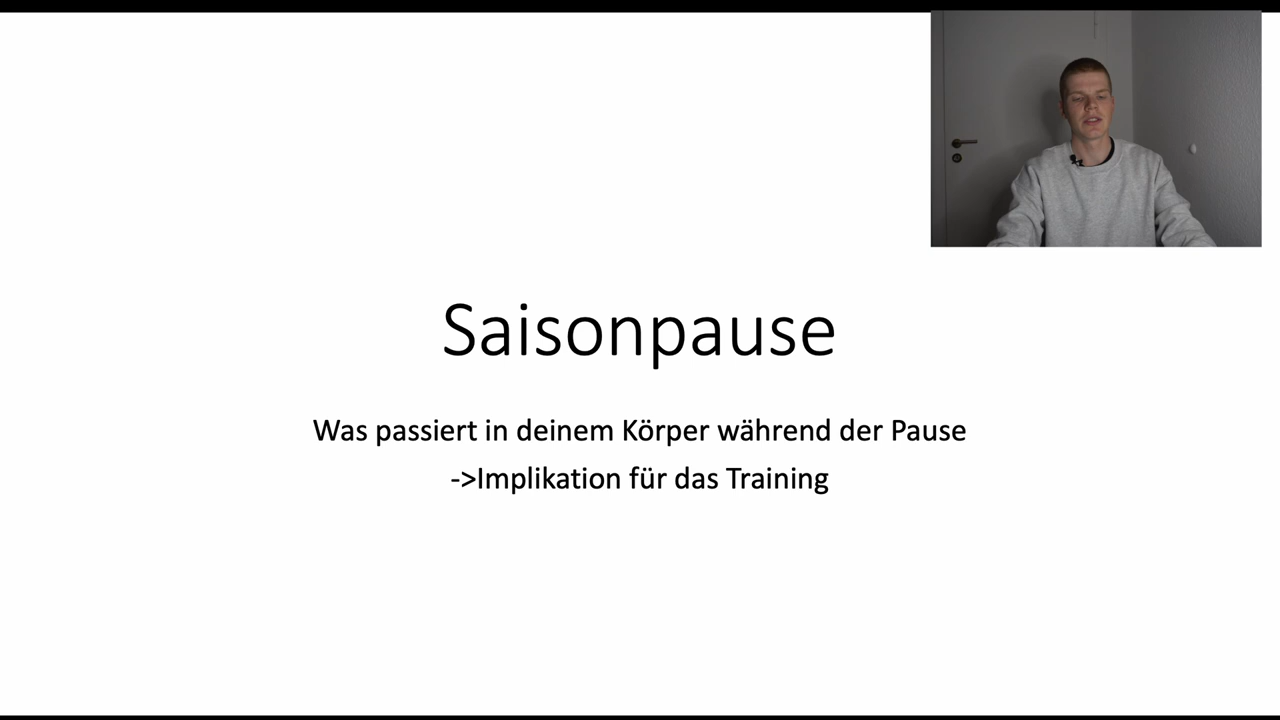 Saisonpause
Was passiert in deinem Körper während der Pause
->Implikation für das Training